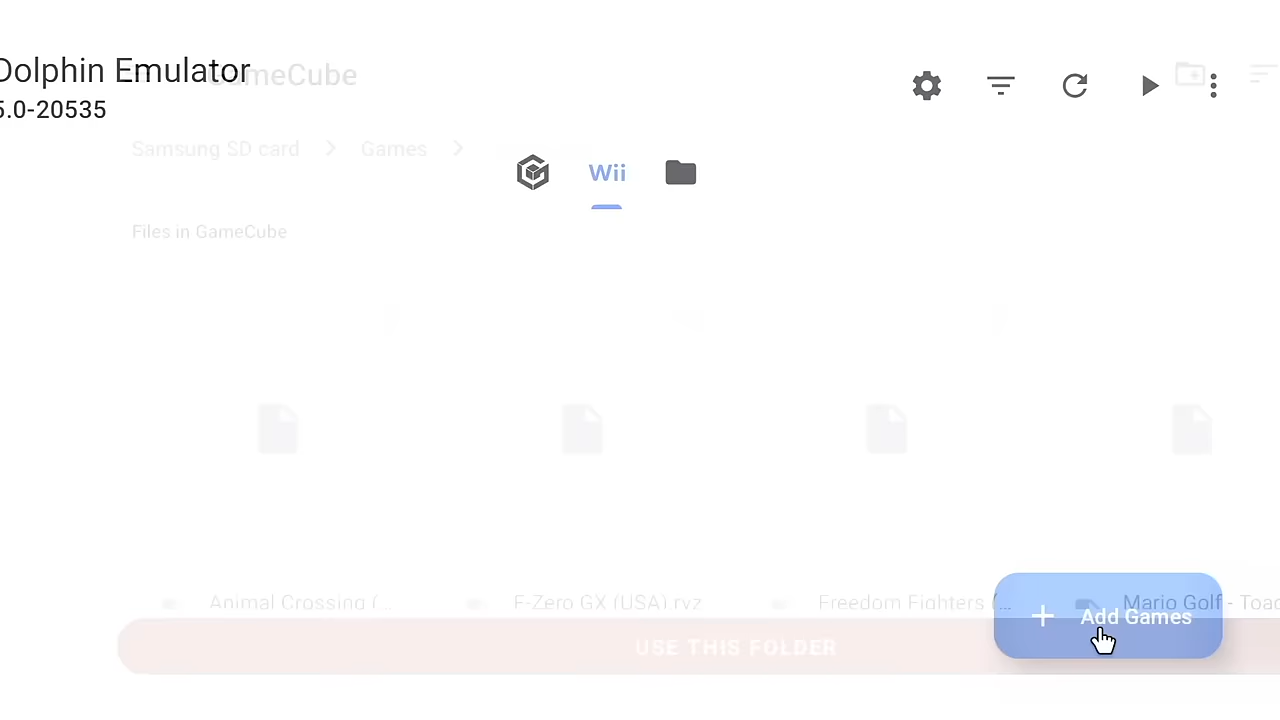 Dolphin Emulator
GameCube
5.0-20535
Samsung SD card > Games >
Wii
Files in GameCube
Animal Crossing (...
F-Zero GX (USA).rvz
Freedom Fighters (...
Mario Golf - Toad
USE THIS FOLDER
+ Add Games